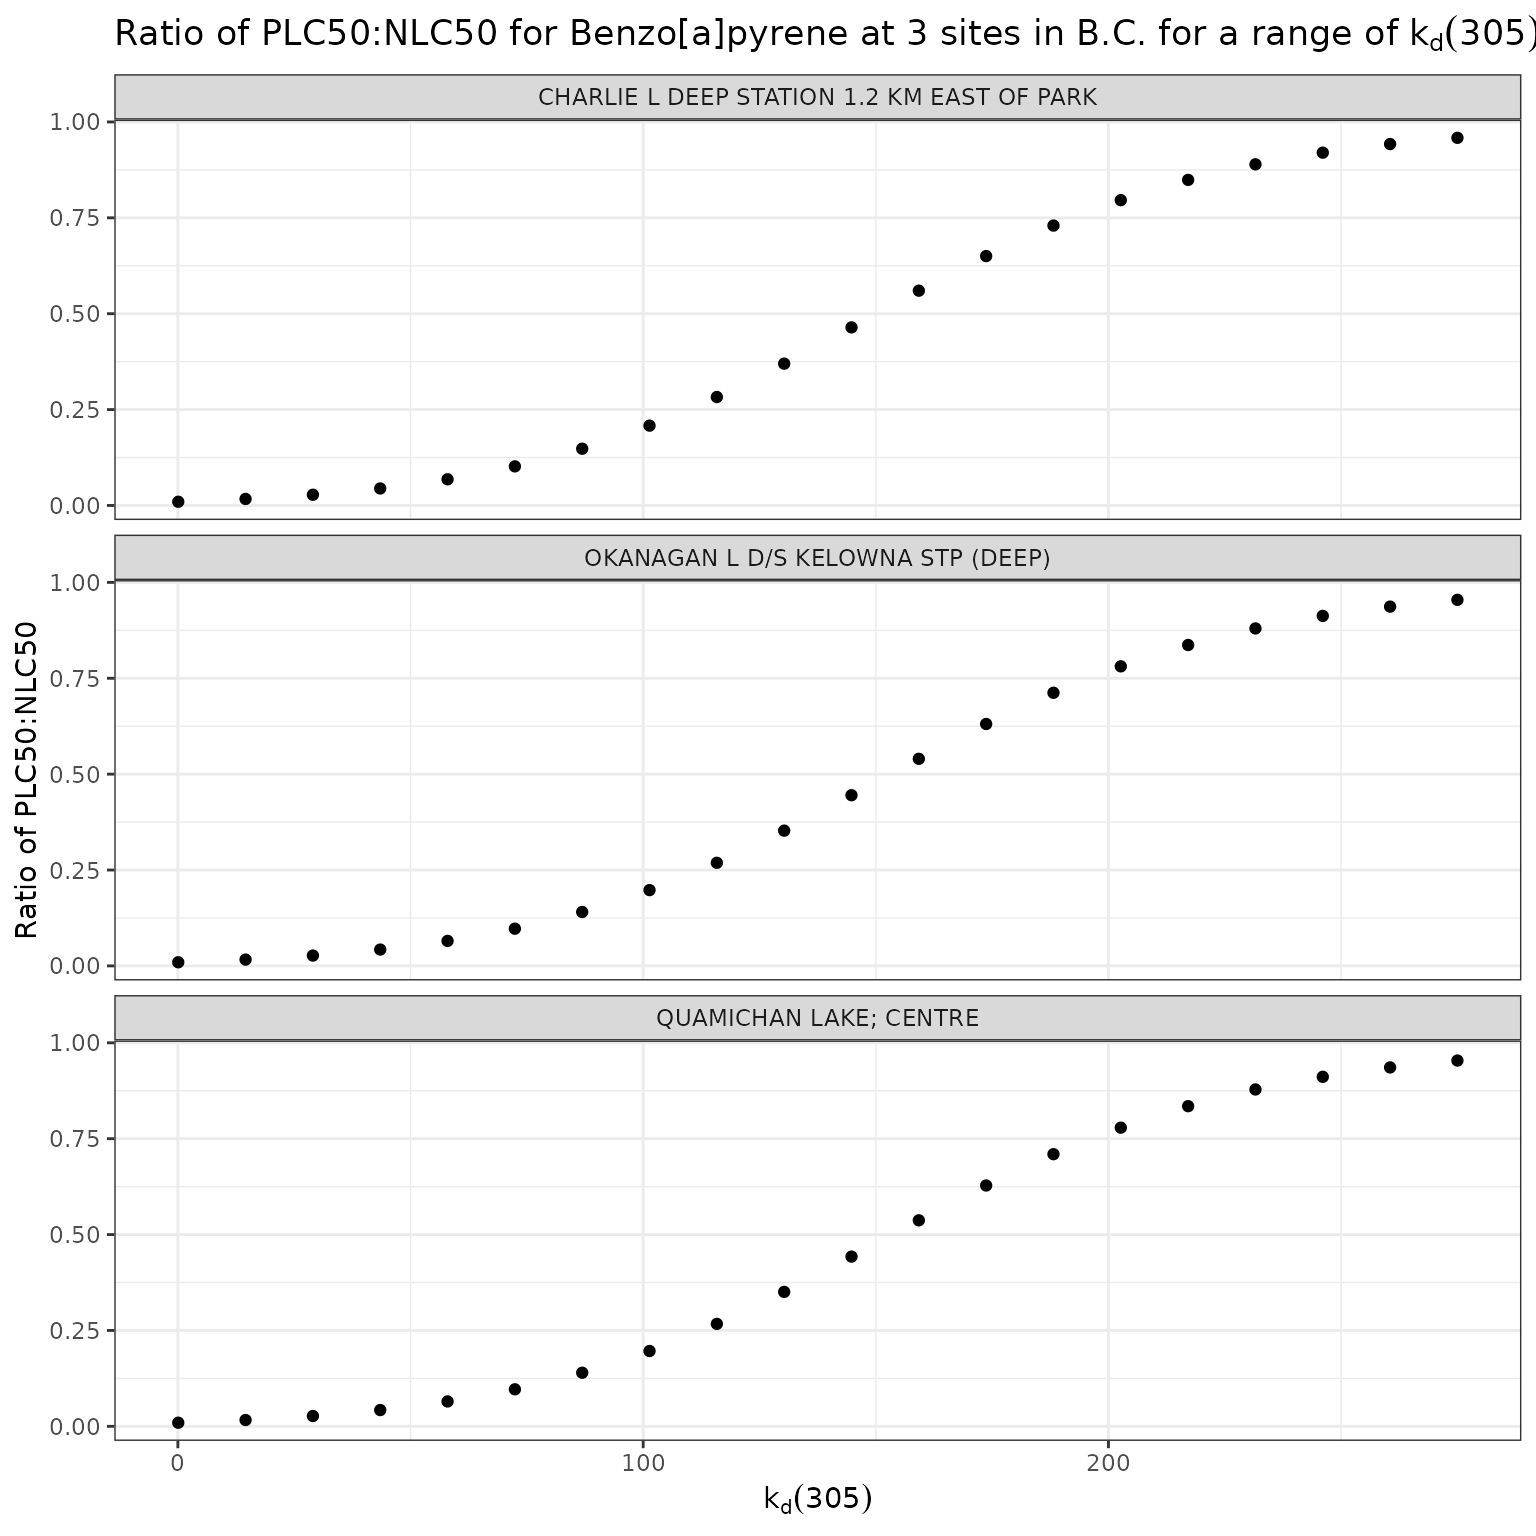 Ratio of PLC50:NLC50 for Benzo[a]pyrene at 3 sites in B.C. for a range of kd(305)
CHARLIE L DEEP STATION 1.2 KM EAST OF PARK
1.00
0.75
0.50
0.25
0.00
OKANAGAN L D/S KELOWNA STP (DEEP)
1.00
0.75
0.50
0.25
0.00
Ratio of PLC50:NLC50
QUAMICHAN LAKE; CENTRE
1.00
0.75
0.50
0.25
0.00
0 100 200
kd(305)